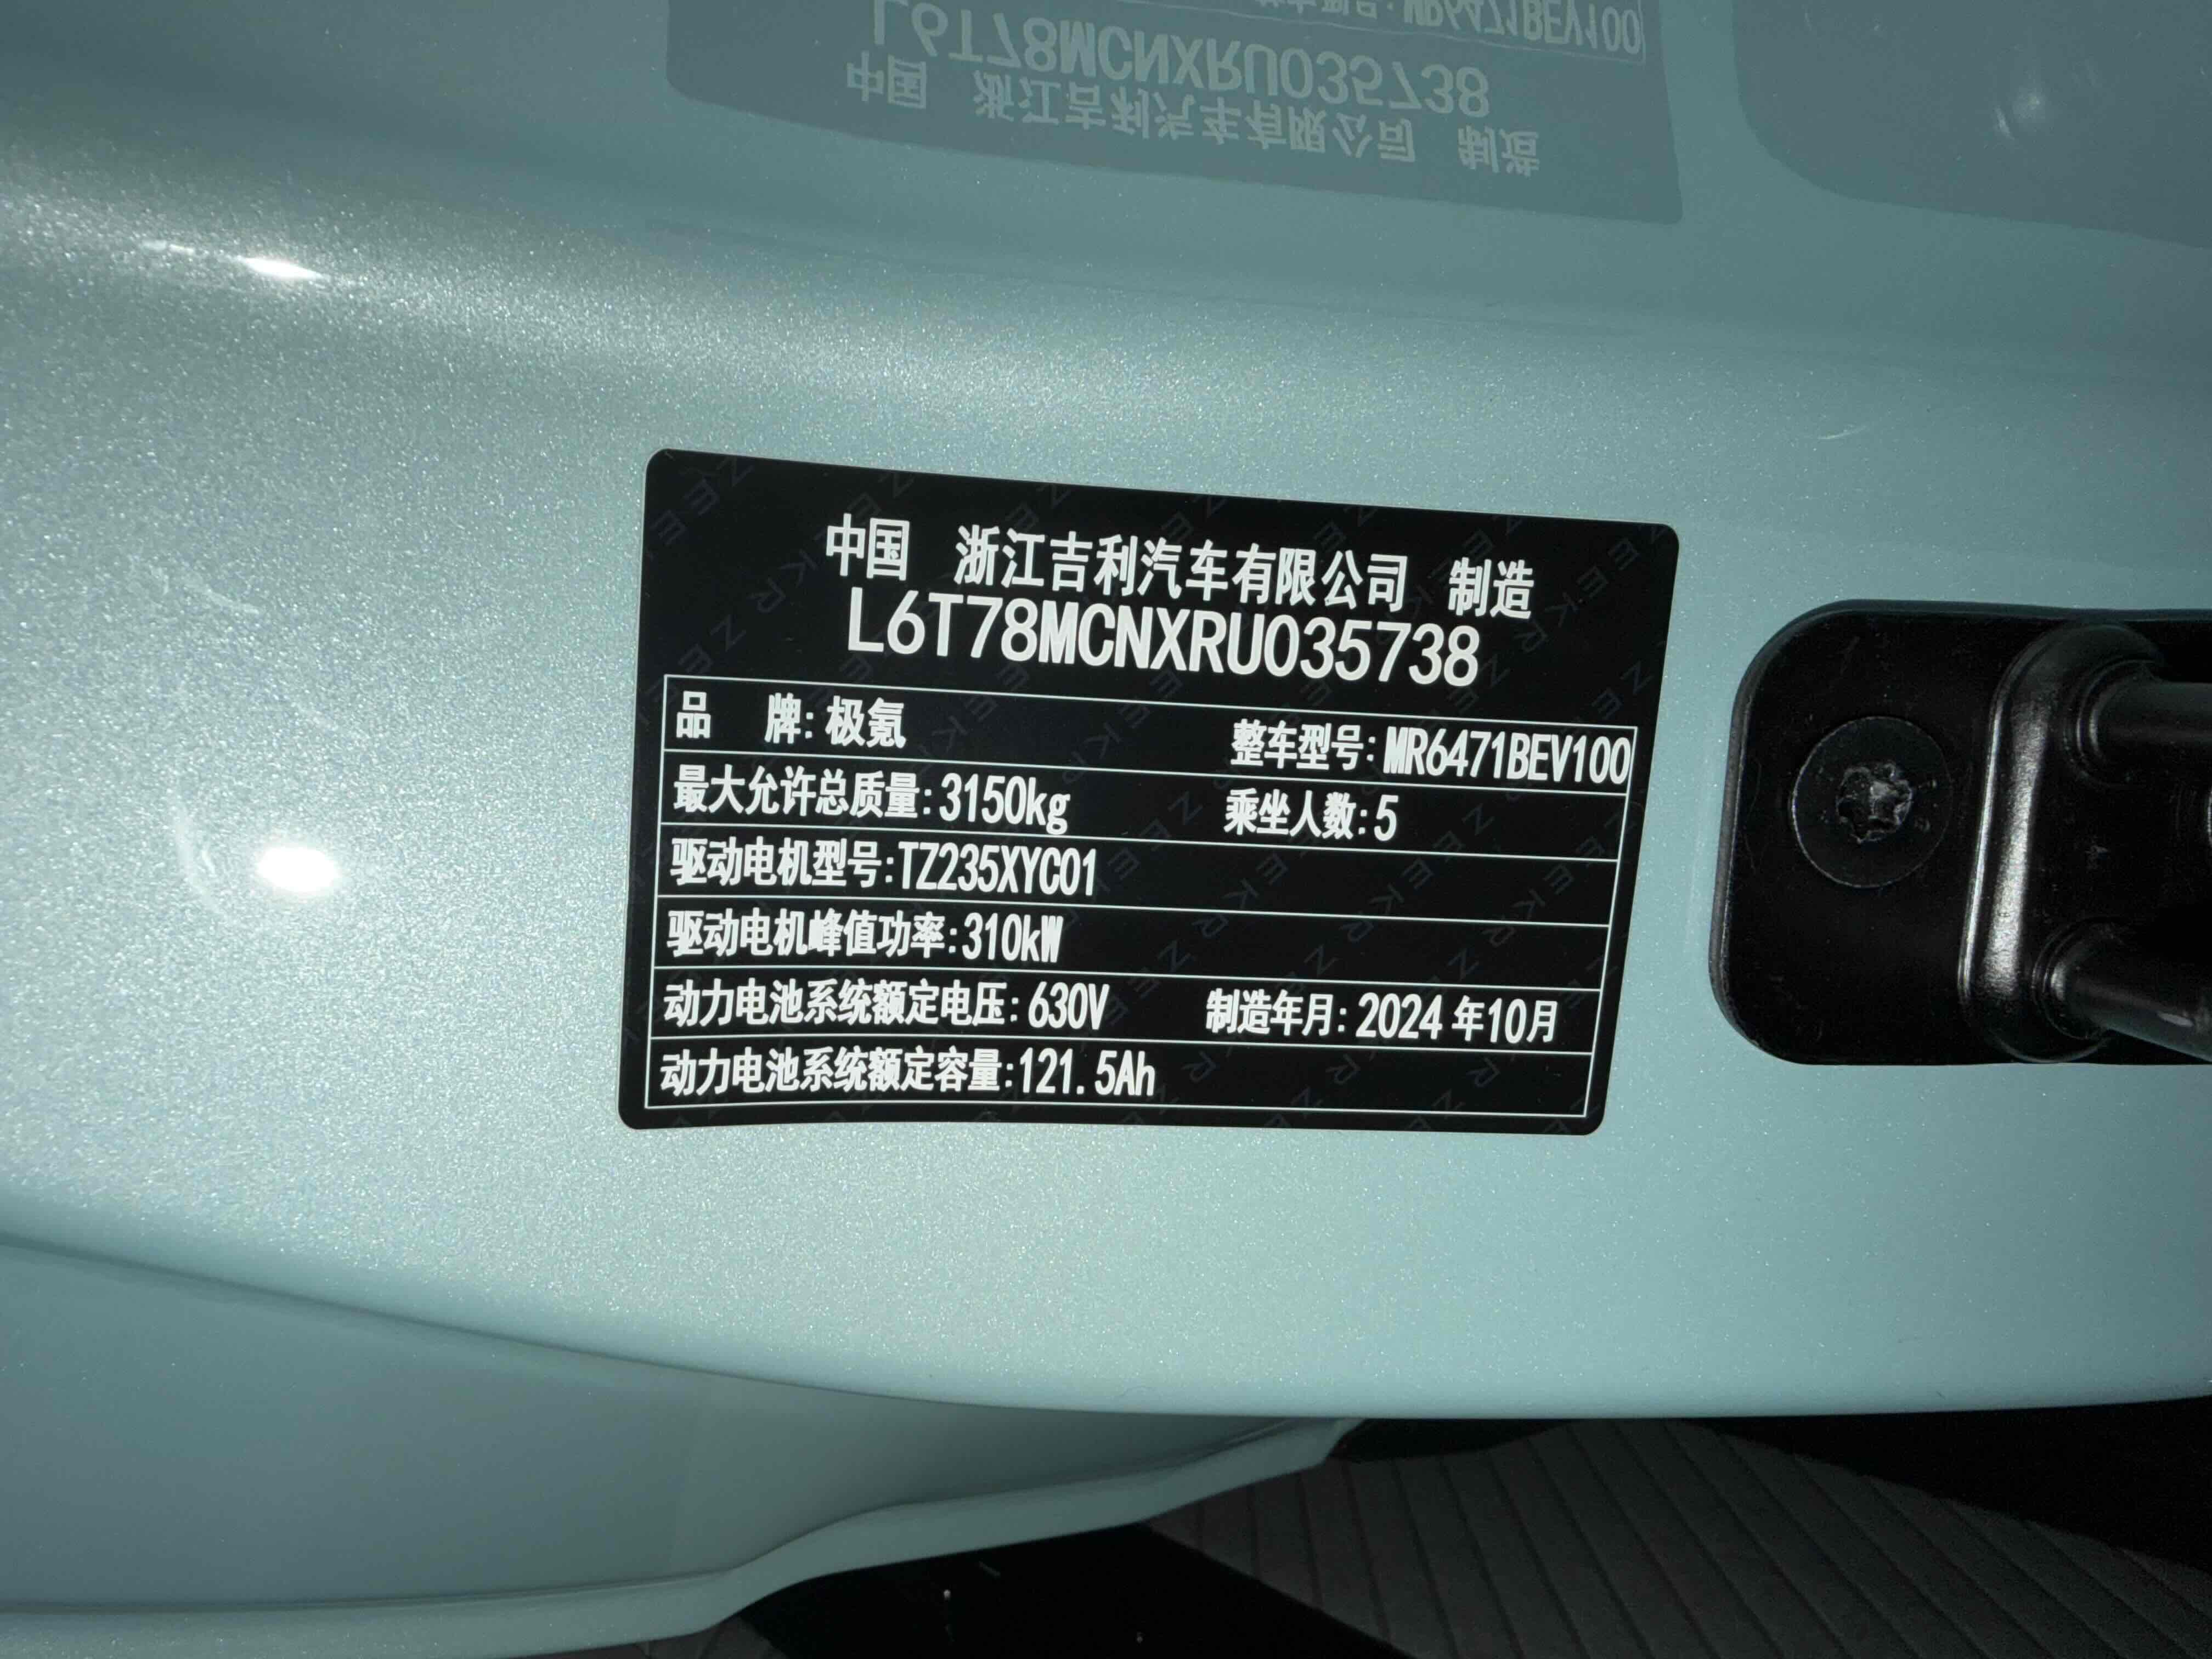 中国 浙江吉利汽车有限公司 制造
L6T78MCNXRU035738
品 牌: 极氪 整车型号: MR6471BEV100
最大允许总质量: 3150kg 乘坐人数: 5
驱动电机型号: TZ235XYC01
驱动电机峰值功率: 310kW
动力电池系统额定电压: 630V 制造年月: 2024 年10月
动力电池系统额定容量: 121.5Ah